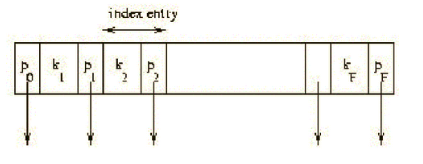 index entry
p0 k1 p1 k2 p2 kF pF